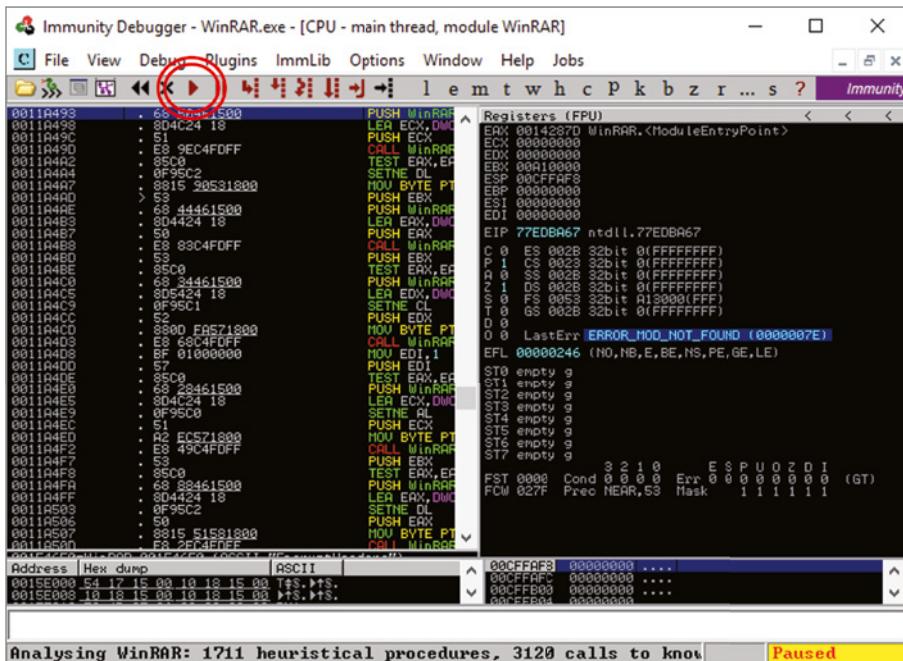 Immunity Debugger - WinRAR.exe - [CPU - main thread, module WinRAR]
C File View Debug Plugins ImmLib Options Window Help Jobs
l e m t w h c P k b z r ... s ? Immunity
0011A493 . 68 500 PUSH WinRAR
0011A498 . 8D4C24 18 LEA ECX,DWO
0011A49C . 51 PUSH ECX
0011A49D . E8 9EC4FDFF CALL WinRAR
0011A4A2 . 85C0 TEST EAX,EA
0011A4A4 . 0F95C2 SETNE DL
0011A4A7 . 8815 90531800 MOV BYTE PT
0011A4AD > 53 PUSH EBX
0011A4AE . 68 44461500 PUSH WinRAR
0011A4B3 . 8D4424 18 LEA EAX,DWO
0011A4B7 . 50 PUSH EAX
0011A4B8 . E8 83C4FDFF CALL WinRAR
0011A4BD . 53 PUSH EBX
0011A4BE . 85C0 TEST EAX,EA
0011A4C0 . 68 34461500 PUSH WinRAR
0011A4C5 . 8D5424 18 LEA EDX,DWO
0011A4C9 . 0F95C1 SETNE CL
0011A4CC . 52 PUSH EDX
0011A4CD . 880D FA571800 MOV BYTE PT
0011A4D3 . E8 68C4FDFF CALL WinRAR
0011A4D8 . BF 01000000 MOV EDI,1
0011A4DD . 57 PUSH EDI
0011A4DE . 85C0 TEST EAX,EA
0011A4E0 . 68 28461500 PUSH WinRAR
0011A4E5 . 8D4C24 18 LEA ECX,DWO
0011A4E9 . 0F95C0 SETNE AL
0011A4EC . 51 PUSH ECX
0011A4ED . A2 EC571800 MOV BYTE PT
0011A4F2 . E8 49C4FDFF CALL WinRAR
0011A4F7 . 53 PUSH EBX
0011A4F8 . 85C0 TEST EAX,EA
0011A4FA . 68 88461500 PUSH WinRAR
0011A4FF . 8D4424 18 LEA EAX,DWO
0011A503 . 0F95C2 SETNE DL
0011A506 . 50 PUSH EAX
0011A507 . 8815 51581800 MOV BYTE PT
0011A50D . E8 2EC4FDFF CALL WinRAR
Registers (FPU) < < <
EAX 0014287D WinRAR.<ModuleEntryPoint>
ECX 00000000
EDX 00000000
EBX 00A10000
ESP 00CFFAF8
EBP 00000000
ESI 00000000
EDI 00000000
EIP 77EDBA67 ntdll.77EDBA67
C 0 ES 002B 32bit 0(FFFFFFFF)
P 1 CS 0023 32bit 0(FFFFFFFF)
A 0 SS 002B 32bit 0(FFFFFFFF)
Z 1 DS 002B 32bit 0(FFFFFFFF)
S 0 FS 0053 32bit A13000(FFF)
T 0 GS 002B 32bit 0(FFFFFFFF)
D 0
O 0 LastErr ERROR_MOD_NOT_FOUND (0000007E)
EFL 00000246 (NO,NB,E,BE,NS,PE,GE,LE)
ST0 empty g
ST1 empty g
ST2 empty g
ST3 empty g
ST4 empty g
ST5 empty g
ST6 empty g
ST7 empty g
3 2 1 0 E S P U O Z D I
FST 0000 Cond 0 0 0 0 Err 0 0 0 0 0 0 0 0 (GT)
FCW 027F Prec NEAR,53 Mask 1 1 1 1 1 1
Address Hex dump ASCII
0015E000 54 17 15 00 10 18 15 00
0015E008 10 18 15 00 10 18 15 00
00CFFAF8 00000000 ....
00CFFAFC 00000000 ....
00CFFB00 00000000 ....
00CFFB04 00000000 ....
Analysing WinRAR: 1711 heuristical procedures, 3120 calls to know
Paused